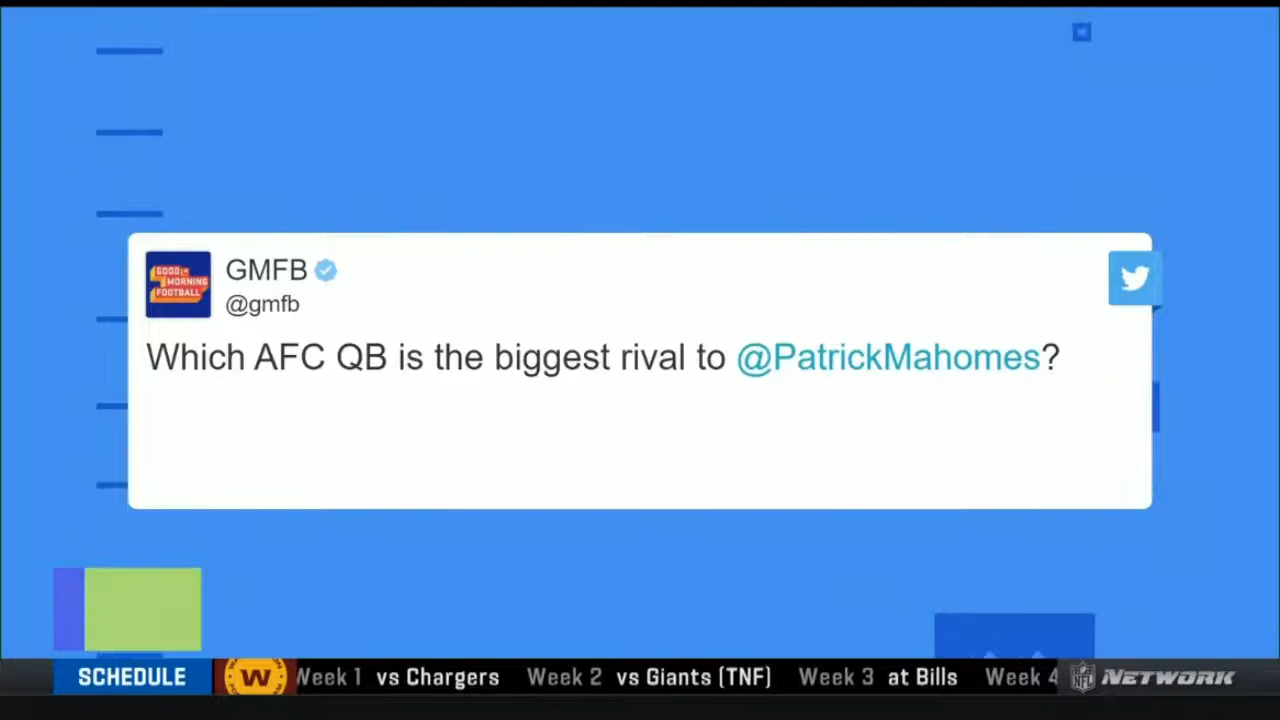 GMFB
@gmfb
Which AFC QB is the biggest rival to @PatrickMahomes?
GOOD
MORNING
FOOTBALL
SCHEDULE W Week 1 vs Chargers Week 2 vs Giants (TNF) Week 3 at Bills Week 4 NFL NETWORK